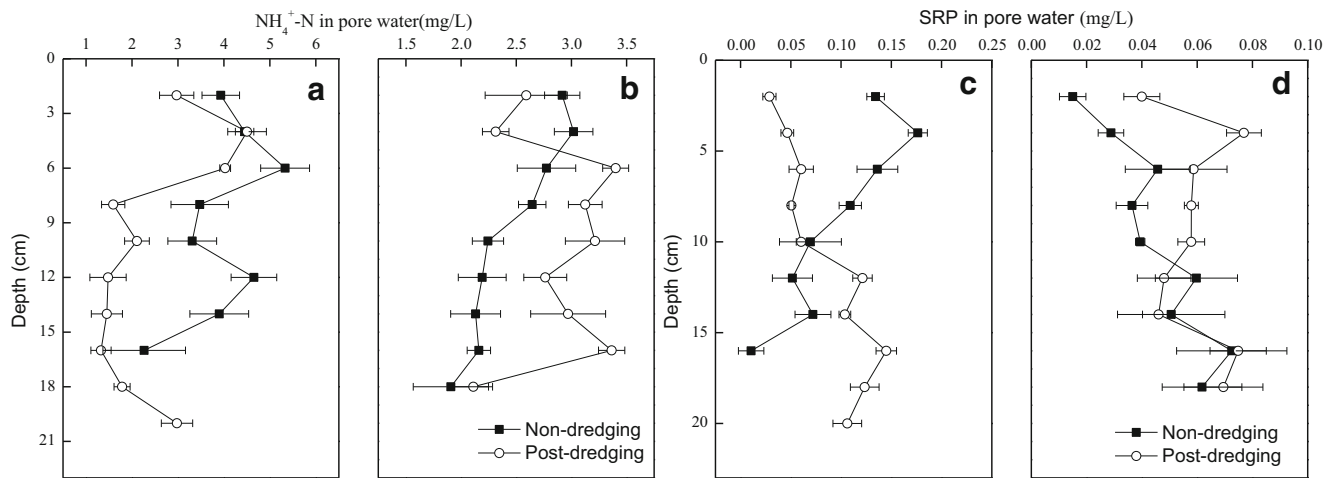 NH₄⁺-N in pore water(mg/L)
SRP in pore water (mg/L)
1 2 3 4 5 6
1.5 2.0 2.5 3.0 3.5
0.00 0.05 0.10 0.15 0.20 0.25
0.00 0.02 0.04 0.06 0.08 0.10
a
b
c
d
Depth (cm)
0
3
6
9
12
15
18
21
Non-dredging
Post-dredging
Depth (cm)
0
5
10
15
20
Non-dredging
Post-dredging